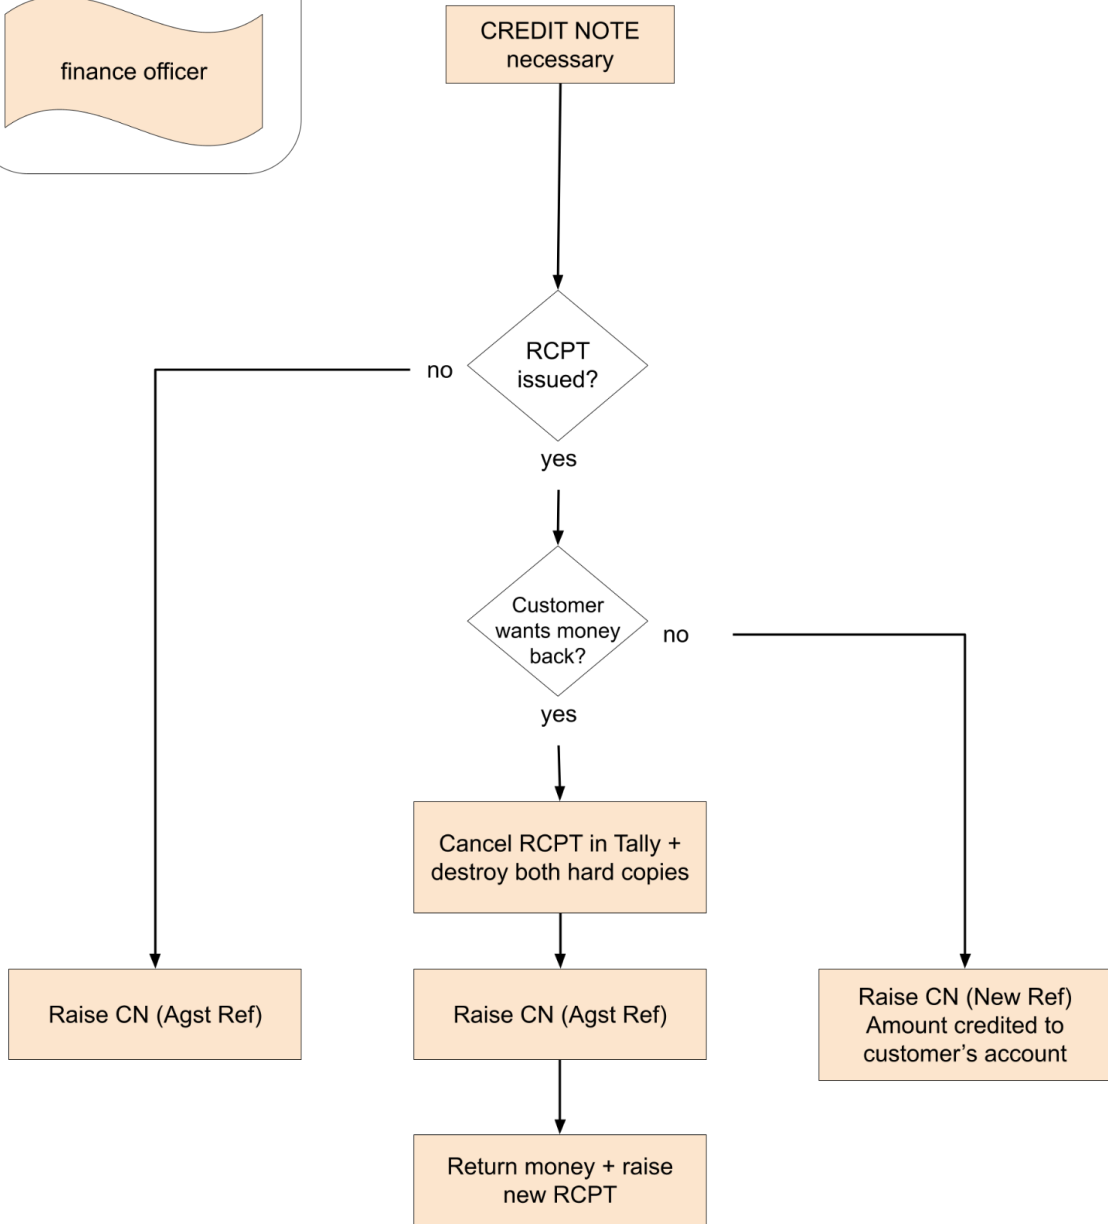 finance officer
CREDIT NOTE
necessary
RCPT
issued?
no
yes
Customer
wants money
back?
no
yes
Cancel RCPT in Tally +
destroy both hard copies
Raise CN (Agst Ref)
Raise CN (Agst Ref)
Raise CN (New Ref)
Amount credited to
customer's account
Return money + raise
new RCPT